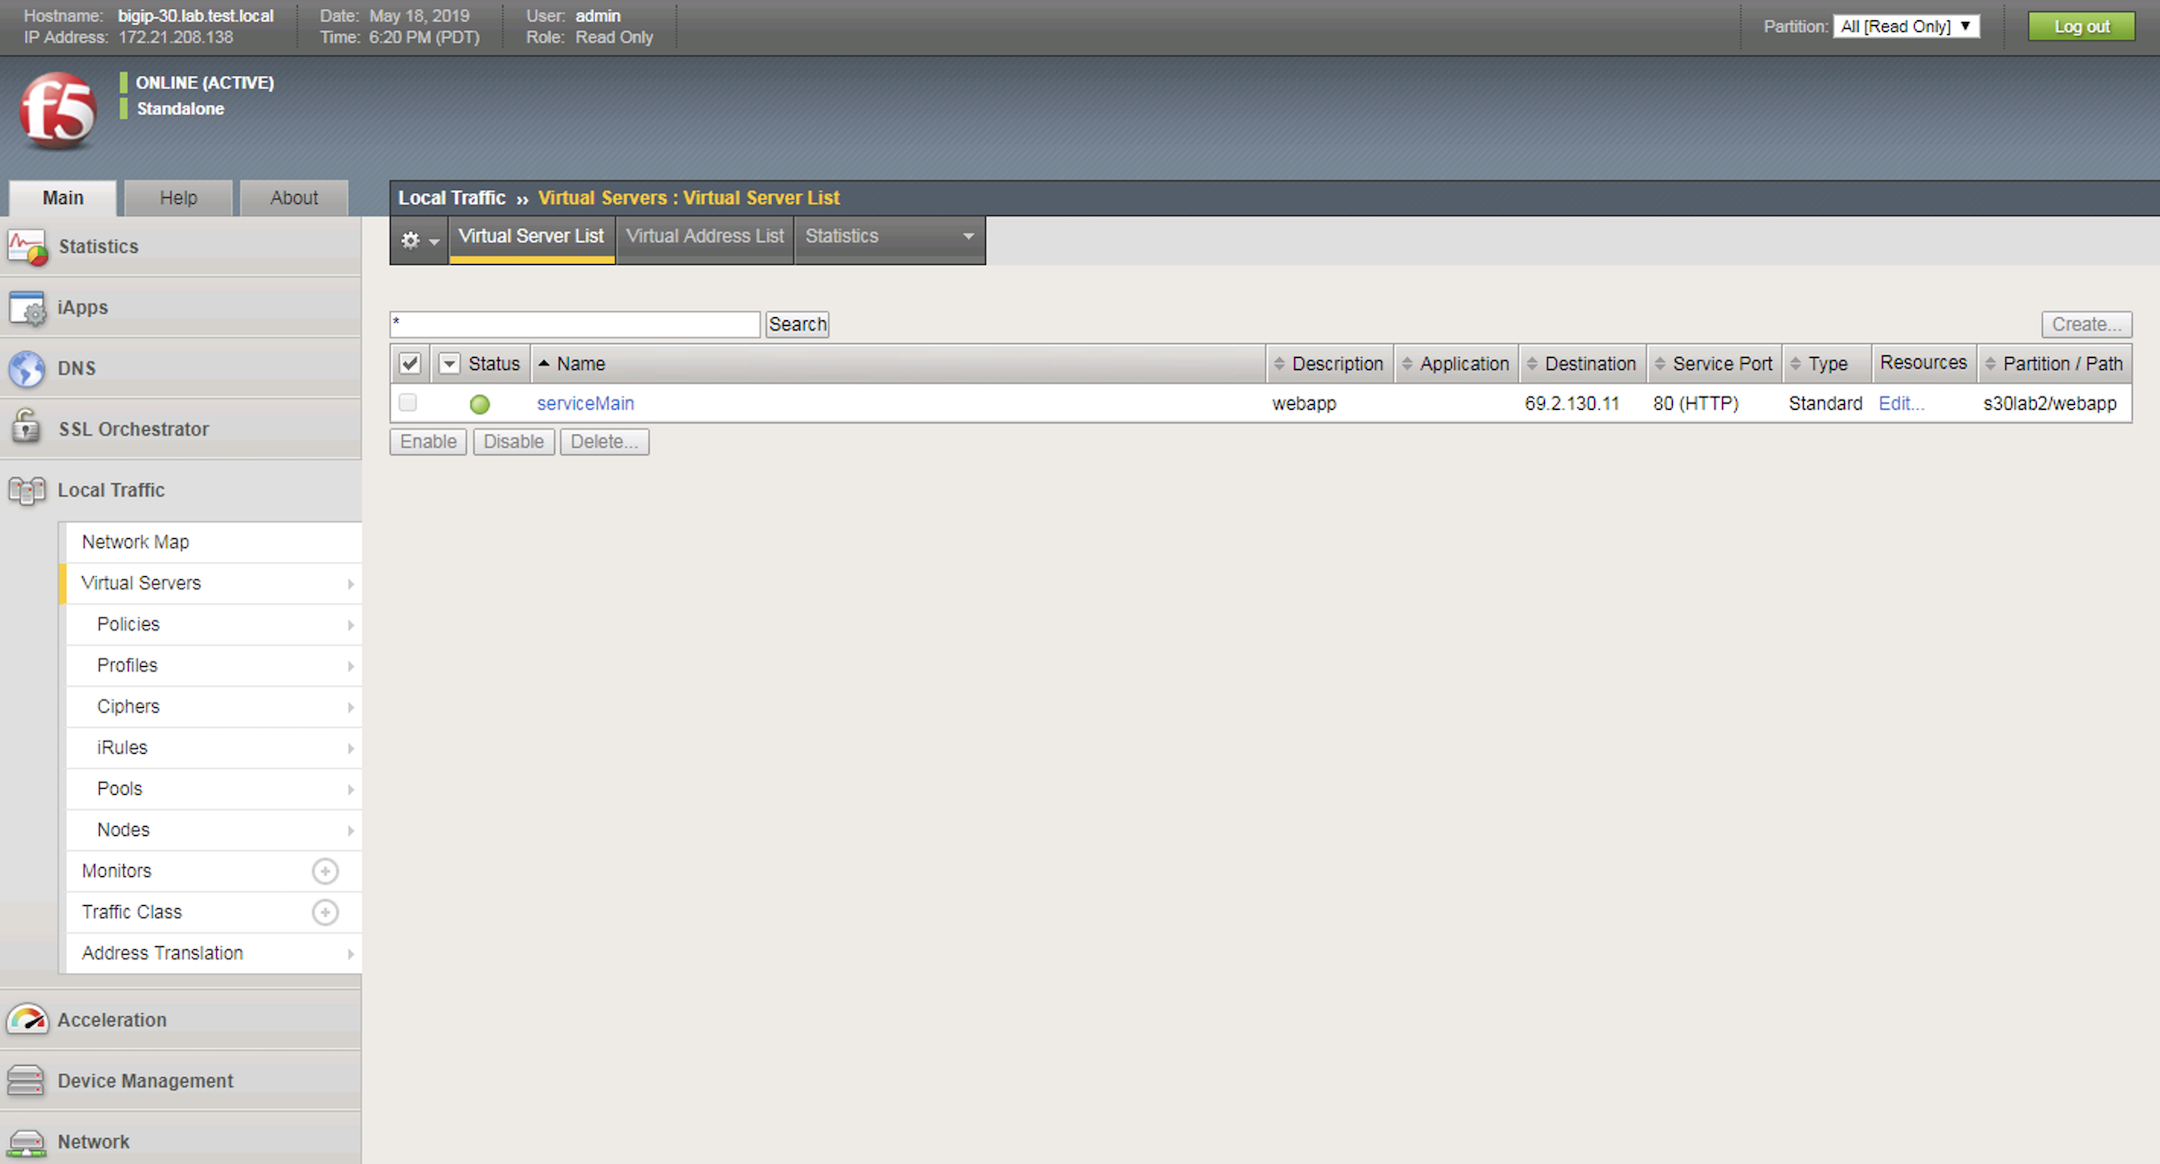 Hostname: bigip-30.lab.test.local Date: May 18, 2019 User: admin Partition: All [Read Only] ▼ Log out
IP Address: 172.21.208.138 Time: 6:20 PM (PDT) Role: Read Only
f5
ONLINE (ACTIVE)
Standalone
Main Help About
Local Traffic ›› Virtual Servers : Virtual Server List
Virtual Server List Virtual Address List Statistics
Statistics
iApps
DNS
SSL Orchestrator
Local Traffic
Network Map
Virtual Servers
Policies
Profiles
Ciphers
iRules
Pools
Nodes
Monitors
Traffic Class
Address Translation
Acceleration
Device Management
Network
* Search Create...
Status Name Description Application Destination Service Port Type Resources Partition / Path
serviceMain webapp 69.2.130.11 80 (HTTP) Standard Edit... s30lab2/webapp
Enable Disable Delete...